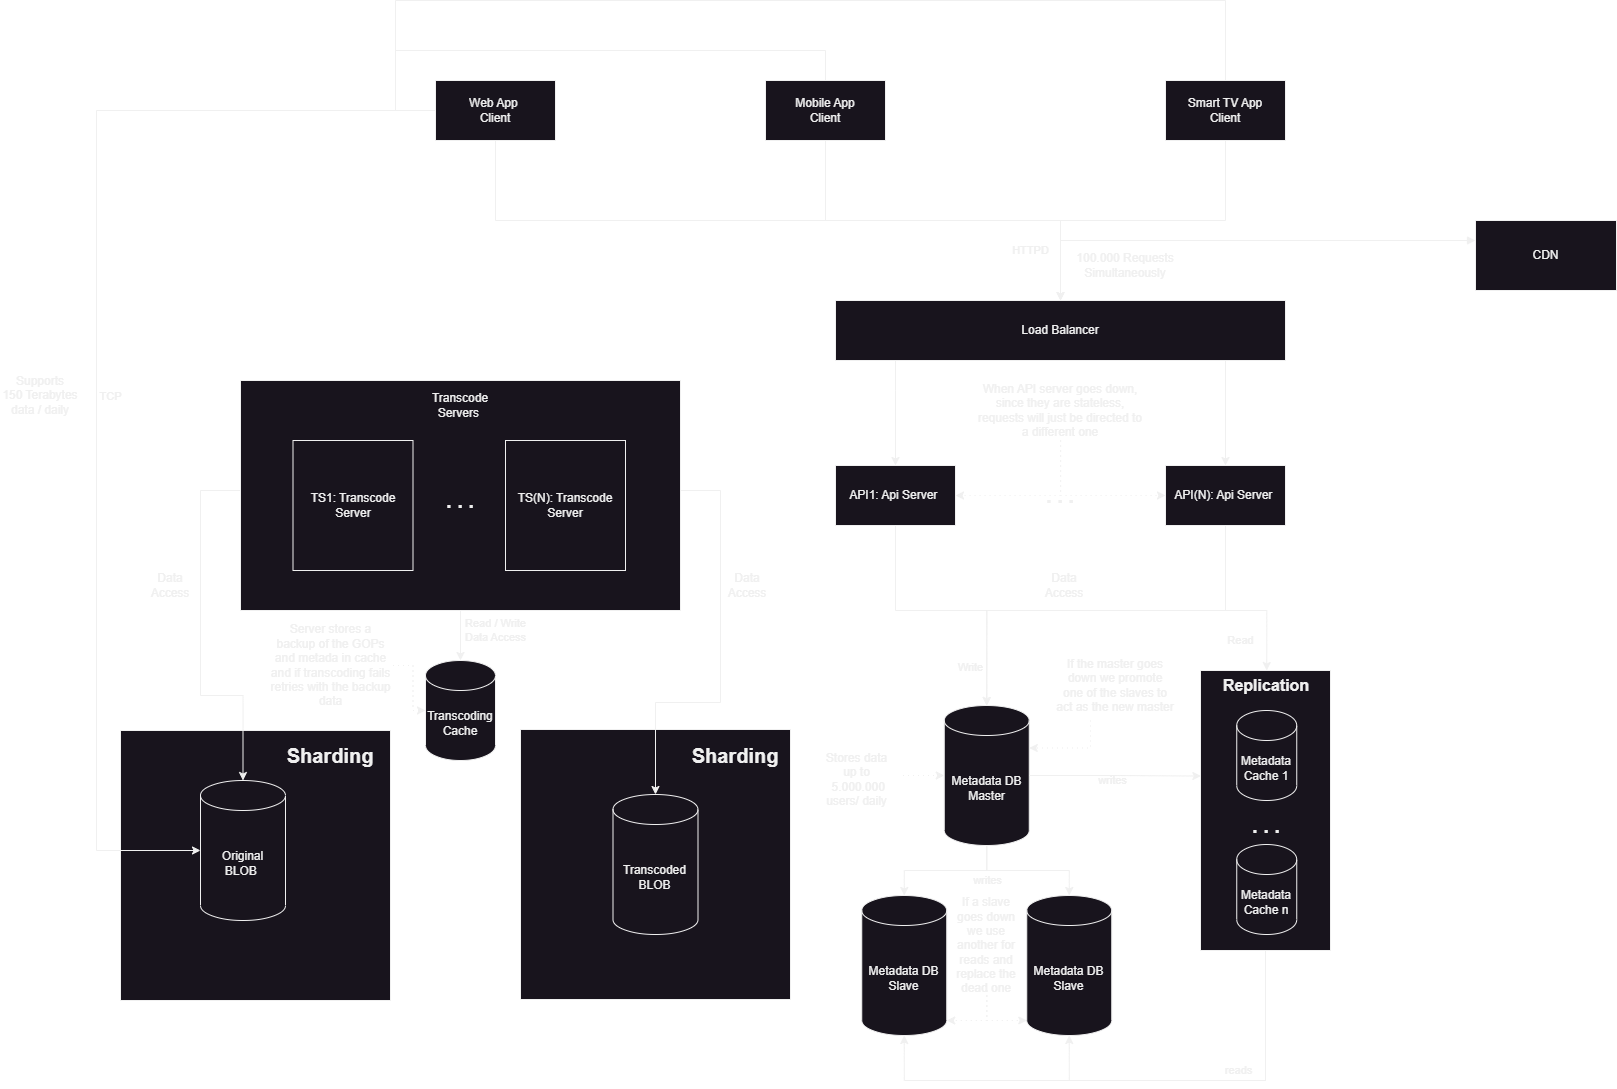 Web App
Client
Mobile App
Client
Smart TV App
Client
HTTPD
100.000 Requests
Simultaneously
CDN
Load Balancer
Supports
150 Terabytes
data / daily
TCP
Transcode
Servers
When API server goes down,
since they are stateless,
requests will just be directed to
a different one
TS1: Transcode
Server
. . .
TS(N): Transcode
Server
API1: Api Server
. . .
API(N): Api Server
Data
Access
Data
Access
Data
Access
Server stores a
backup of the GOPs
and metada in cache
and if transcoding fails
retries with the backup
data
Read / Write
Data Access
Transcoding
Cache
Write
Read
If the master goes
down we promote
one of the slaves to
act as the new master
Replication
Metadata
Cache 1
. . .
Metadata
Cache n
Sharding
Original
BLOB
Sharding
Transcoded
BLOB
Stores data
up to
5.000.000
users/ daily
Metadata DB
Master
writes
writes
If a slave
goes down
we use
another for
reads and
replace the
dead one
Metadata DB
Slave
Metadata DB
Slave
reads